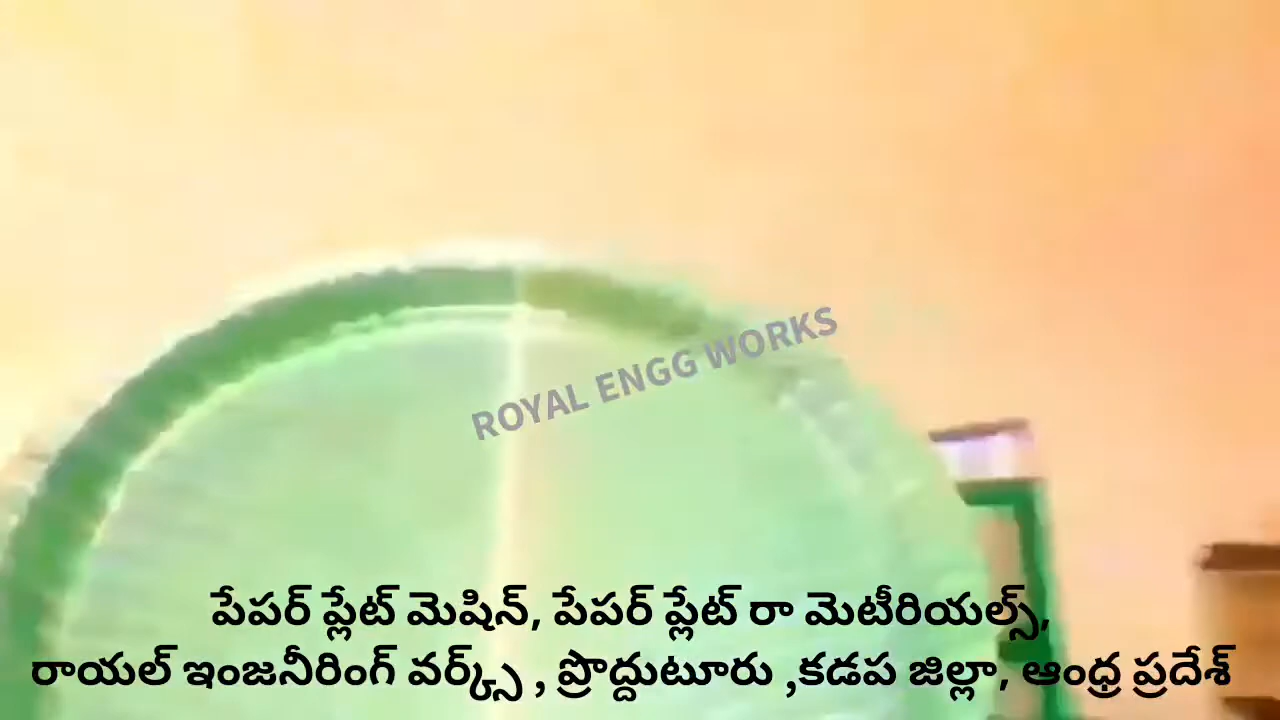 ROYAL ENGG WORKS
పేపర్ ప్లేట్ మెషిన్, పేపర్ ప్లేట్ రా మెటీరియల్స్,
రాయల్ ఇంజనీరింగ్ వర్క్స్ , ప్రొద్దుటూరు ,కడప జిల్లా, ఆంధ్ర ప్రదేశ్